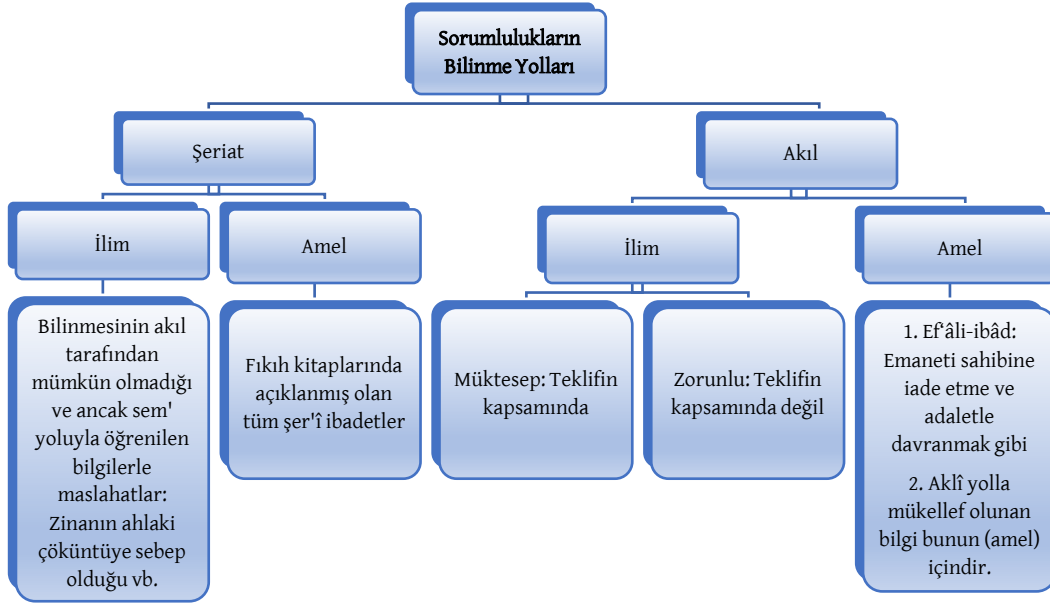 Sorumlulukların
Bilinme Yolları
Şeriat
Akıl
İlim
Amel
İlim
Amel
Bilinmesinin akıl
tarafından
mümkün olmadığı
ve ancak sem'
yoluyla öğrenilen
bilgilerle
maslahatlar:
Zinanın ahlaki
çöküntüye sebep
olduğu vb.
Fıkıh kitaplarında
açıklanmış olan
tüm şer'î ibadetler
Müktesep: Teklifin
kapsamında
Zorunlu: Teklifin
kapsamında değil
1. Ef‘âli-ibâd:
Emaneti sahibine
iade etme ve
adaletle
davranmak gibi
2. Aklî yolla
mükellef olunan
bilgi bunun (amel)
içindir.